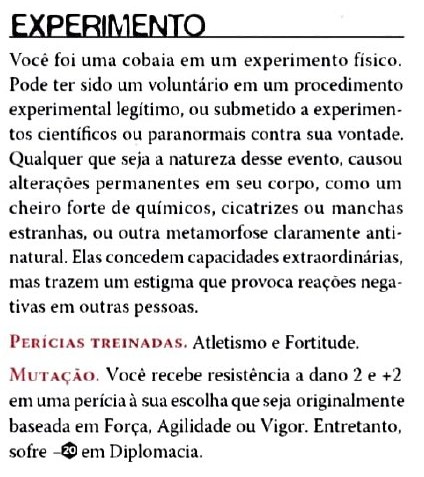 EXPERIMENTO
Você foi uma cobaia em um experimento físico.
Pode ter sido um voluntário em um procedimento
experimental legítimo, ou submetido a experimen-
tos científicos ou paranormais contra sua vontade.
Qualquer que seja a natureza desse evento, causou
alterações permanentes em seu corpo, como um
cheiro forte de químicos, cicatrizes ou manchas
estranhas, ou outra metamorfose claramente anti-
natural. Elas concedem capacidades extraordinárias,
mas trazem um estigma que provoca reações nega-
tivas em outras pessoas.
PERÍCIAS TREINADAS. Atletismo e Fortitude.
MUTAÇÃO. Você recebe resistência a dano 2 e +2
em uma perícia à sua escolha que seja originalmente
baseada em Força, Agilidade ou Vigor. Entretanto,
sofre –20 em Diplomacia.